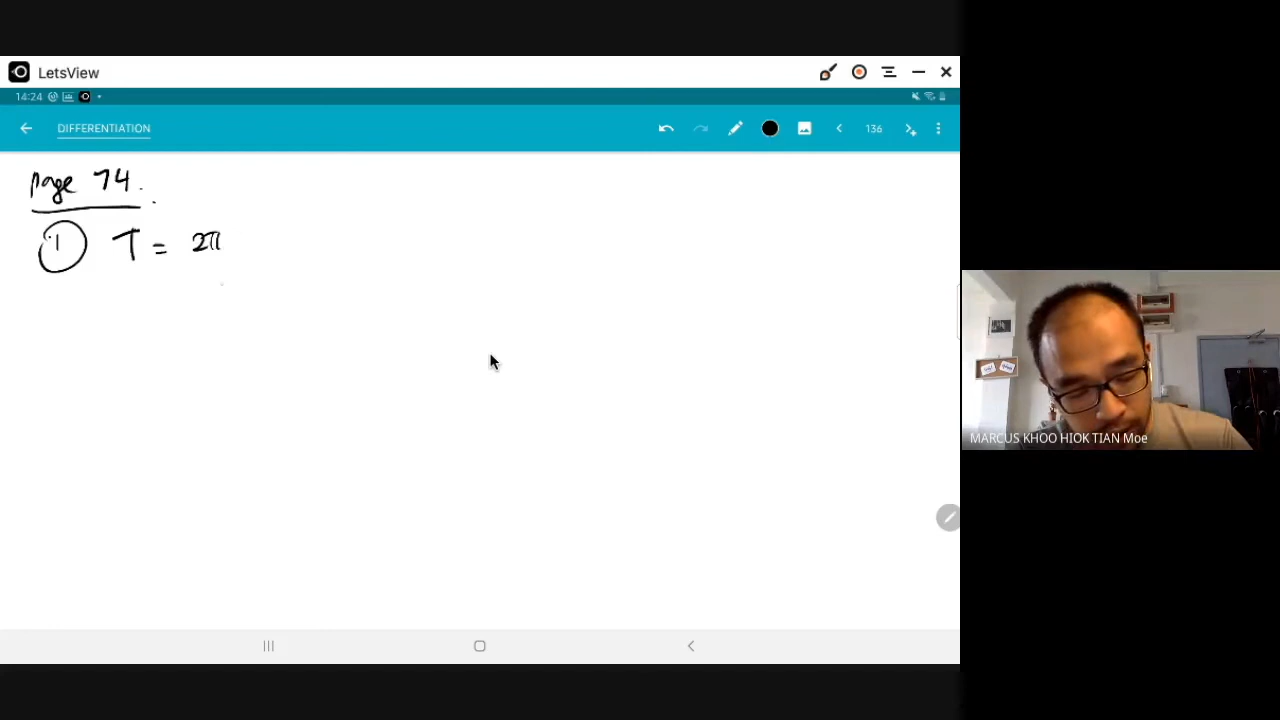 LetsView
14:24
DIFFERENTIATION
136
Page 74.
① T = 2π
MARCUS KHOO HIOK TIAN Moe